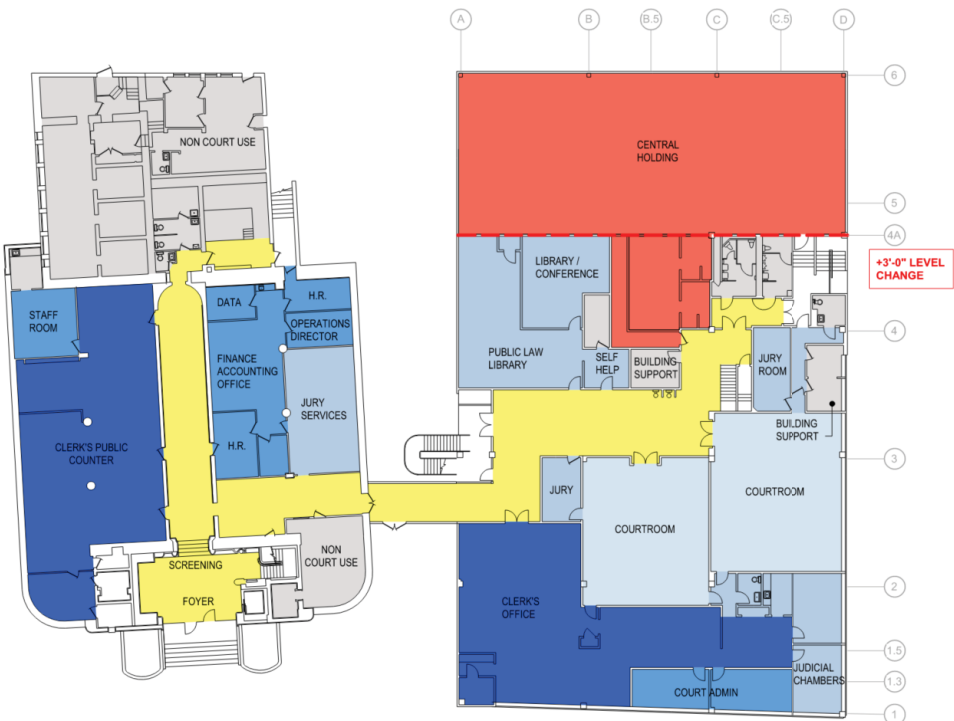 A
B
B.5
C
C.5
D
6
NON COURT USE
CENTRAL
HOLDING
5
4A
+3'-0" LEVEL
CHANGE
LIBRARY /
CONFERENCE
H.R.
DATA
STAFF
ROOM
OPERATIONS
DIRECTOR
4
PUBLIC LAW
LIBRARY
SELF
HELP
BUILDING
SUPPORT
JURY
ROOM
FINANCE
ACCOUNTING
OFFICE
JURY
SERVICES
BUILDING
SUPPORT
H.R.
CLERK'S PUBLIC
COUNTER
3
JURY
COURTROOM
COURTROOM
NON
COURT USE
SCREENING
FOYER
2
CLERK'S
OFFICE
1.5
JUDICIAL
CHAMBERS
1.3
COURT ADMIN
1